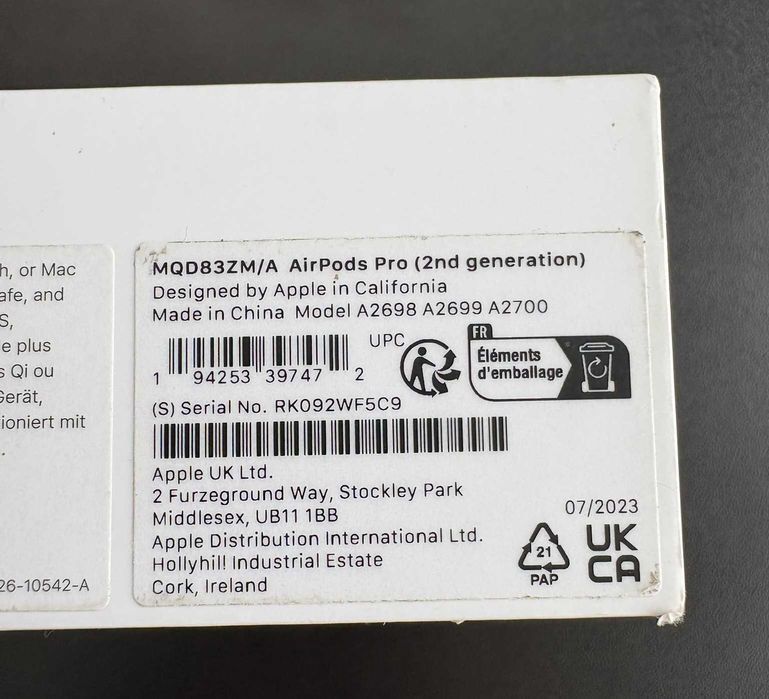 h, or Mac
afe, and
S,
e plus
s Qi ou
Gerät,
ioniert mit
.
26-10542-A
MQD83ZM/A AirPods Pro (2nd generation)
Designed by Apple in California
Made in China Model A2698 A2699 A2700
UPC
1 94253 39747 2
FR
Éléments
d'emballage
(S) Serial No. RK092WF5C9
Apple UK Ltd.
2 Furzeground Way, Stockley Park
Middlesex, UB11 1BB
Apple Distribution International Ltd.
Hollyhill Industrial Estate
Cork, Ireland
07/2023
21
PAP
UK
CA